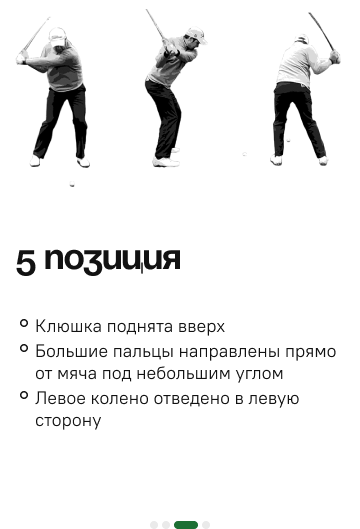 5 позиция
Клюшка поднята вверх
Большие пальцы направлены прямо
от мяча под небольшим углом
Левое колено отведено в левую
сторону